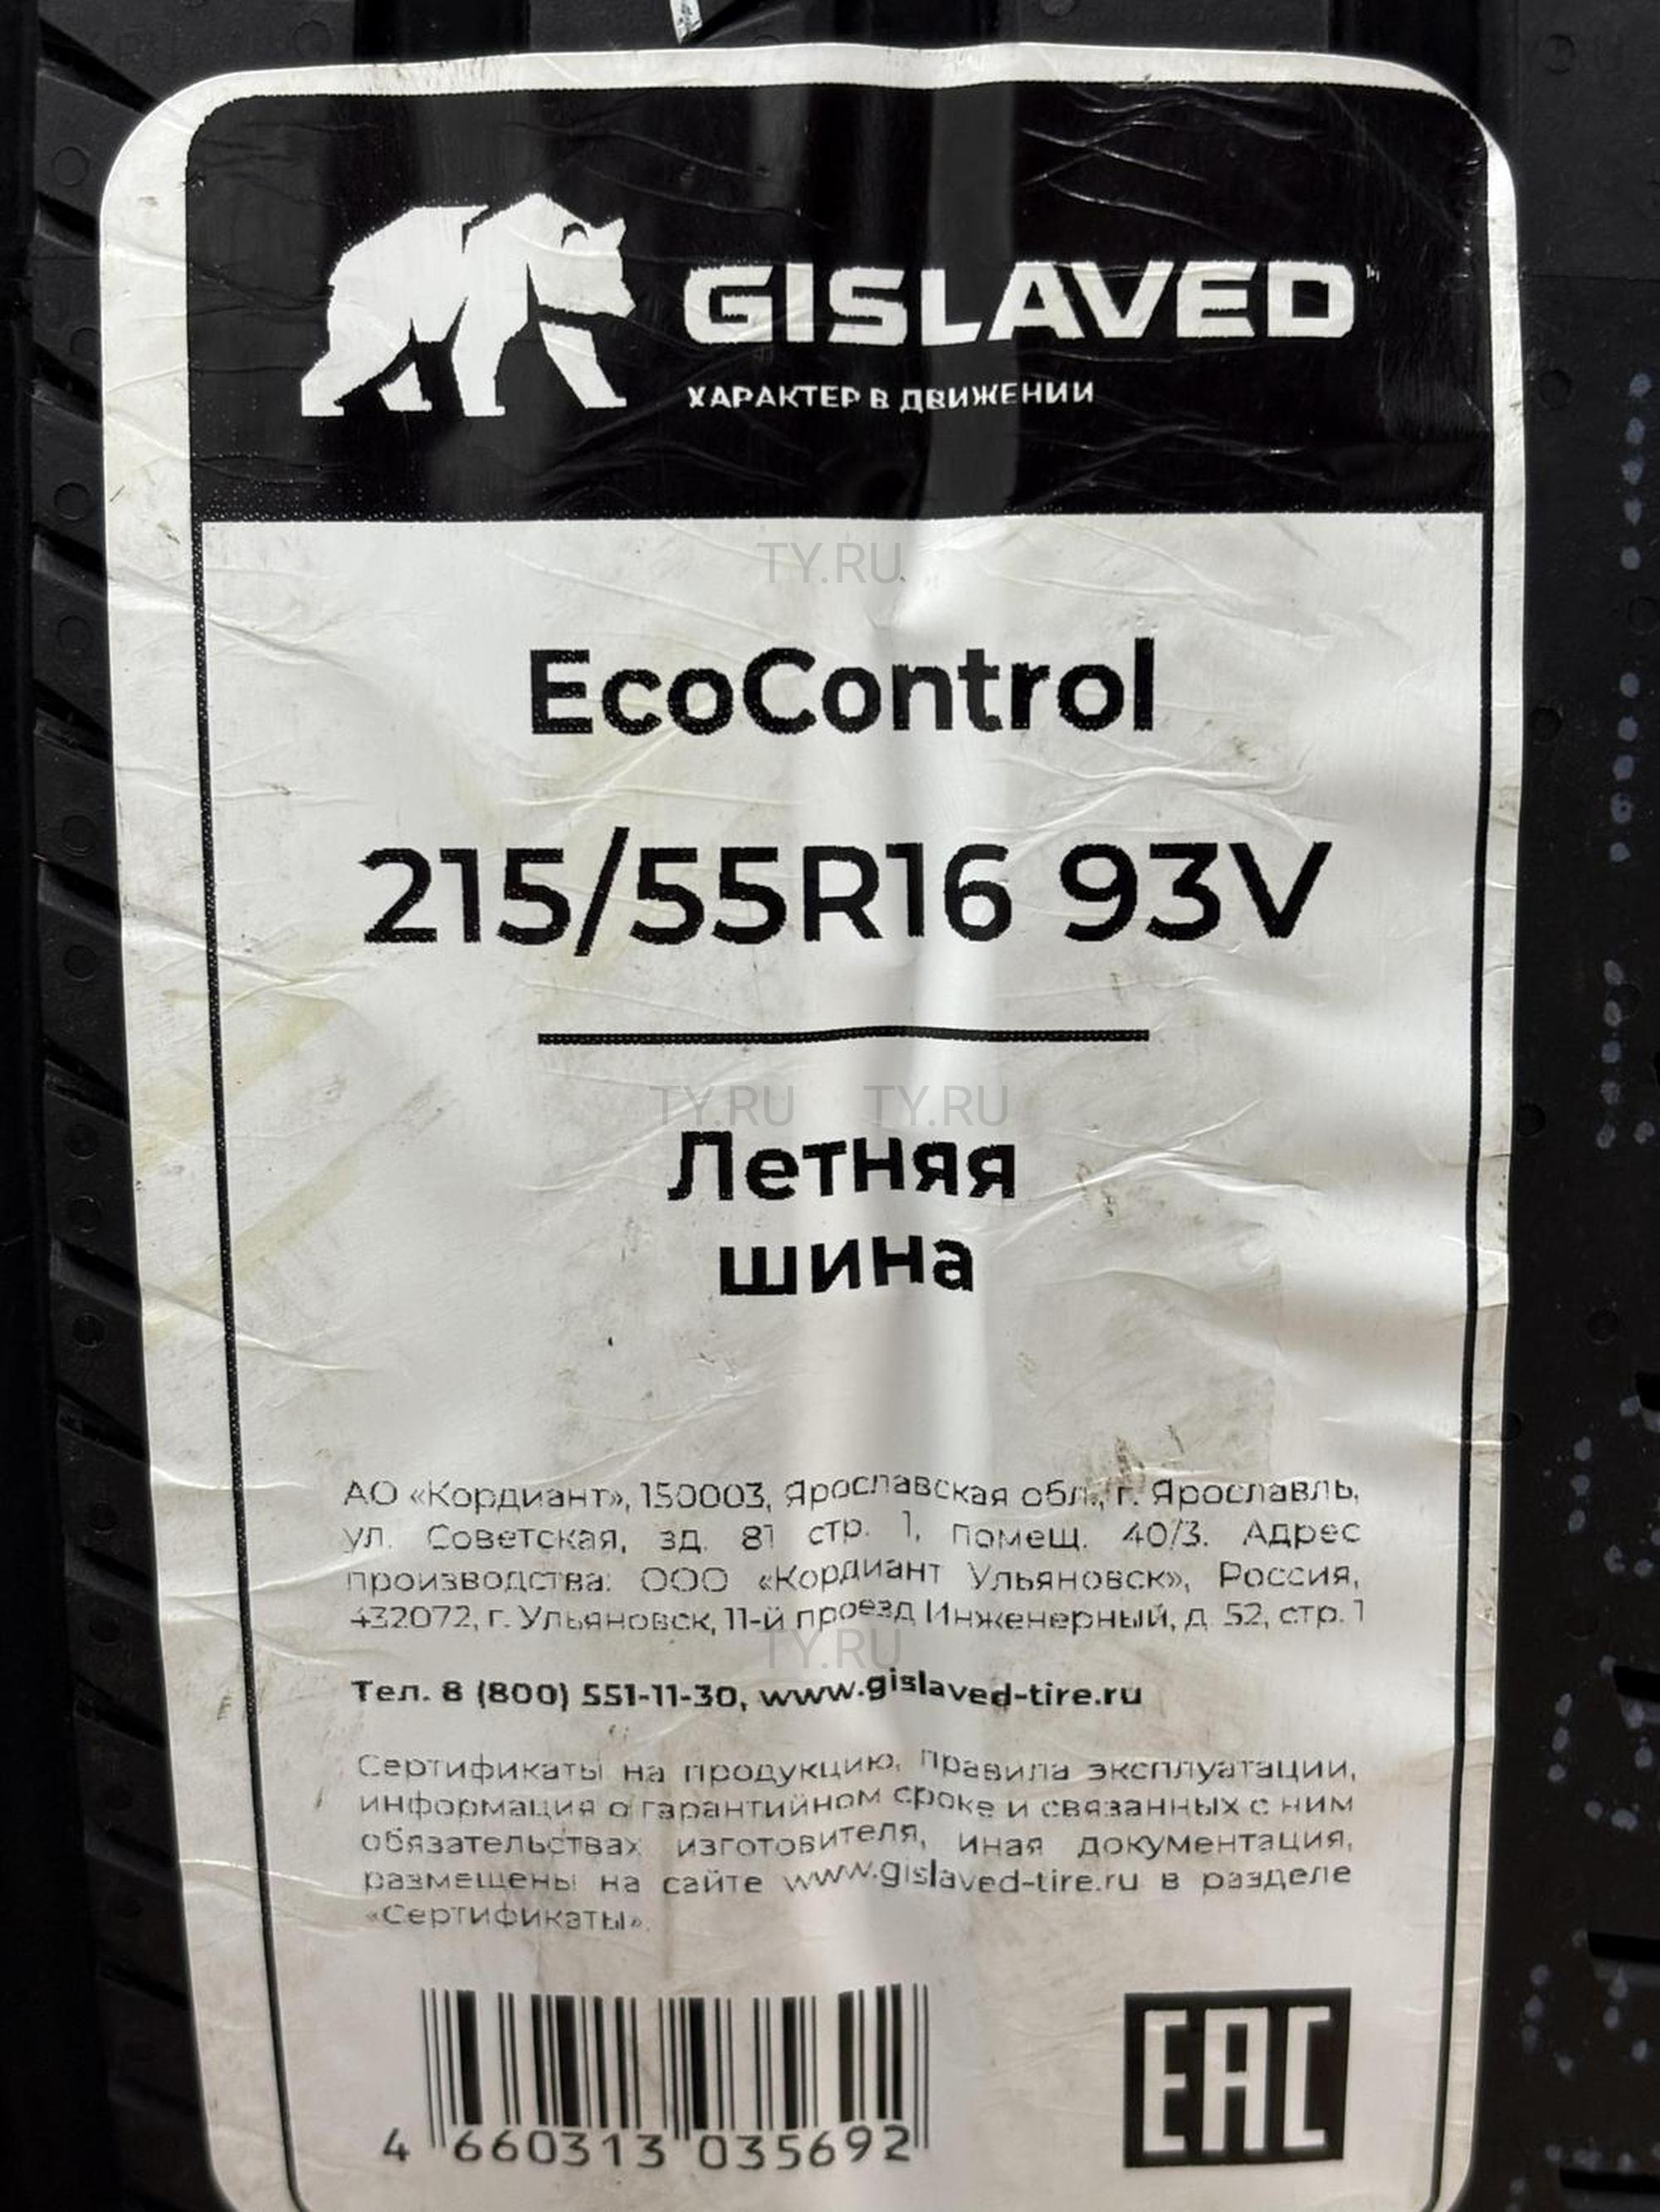 GISLAVED
ХАРАКТЕР В ДВИЖЕНИИ
TY.RU
EcoControl
215/55R16 93V
TY.RU TY.RU
Летняя
шина
АО «Кордиант», 150003, Ярославская обл., г. Ярославль,
ул. Советская, зд. 81 стр. 1, помещ. 40/3. Адрес
производства: ООО «Кордиант Ульяновск», Россия,
432072, г. Ульяновск, 11-й проезд Инженерный, д. 52, стр. 1
TY.RU
Тел. 8 (800) 551-11-30, www.gislaved-tire.ru
Сертификаты на продукцию, правила эксплуатации,
информация о гарантийном сроке и связанных с ним
обязательствах изготовителя, иная документация,
размещены на сайте www.gislaved-tire.ru в разделе
«Сертификаты».
4 660313 035692
EAC